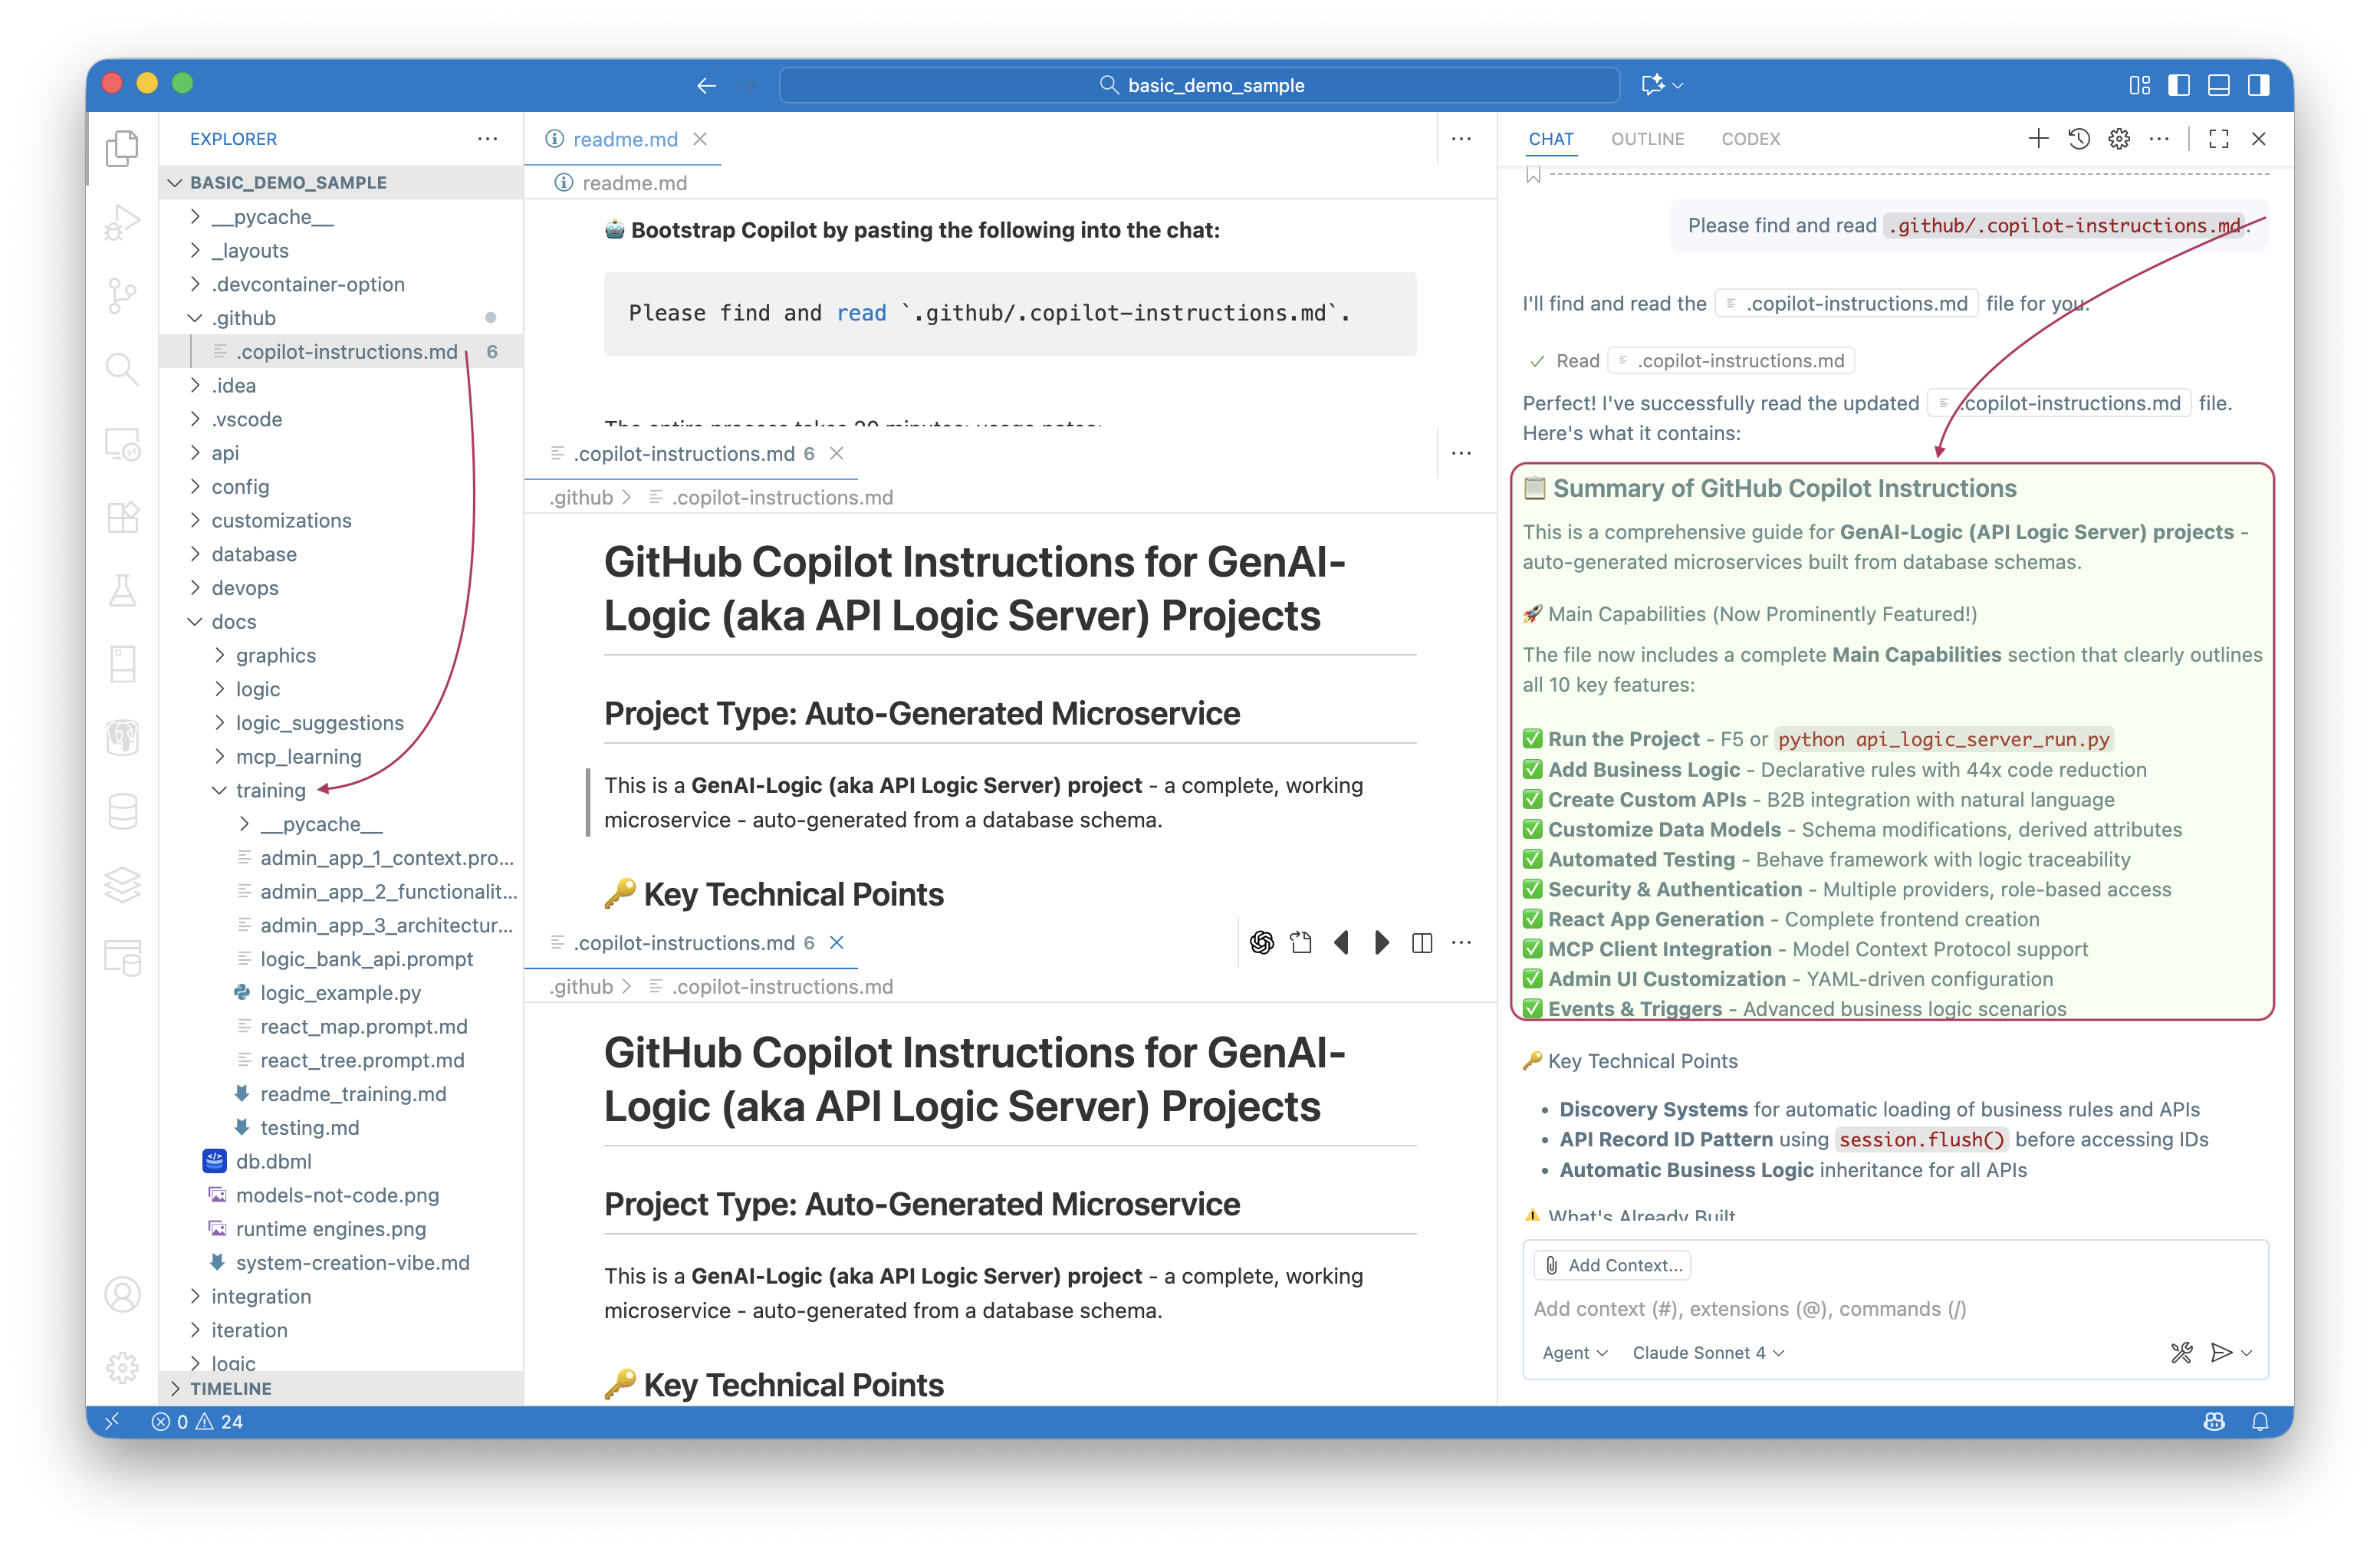 basic_demo_sample
EXPLORER
BASIC_DEMO_SAMPLE
__pycache__
_layouts
.devcontainer-option
.github
.copilot-instructions.md 6
.idea
.vscode
api
config
customizations
database
devops
docs
graphics
logic
logic_suggestions
mcp_learning
training
__pycache__
admin_app_1_context.pro...
admin_app_2_functionalit...
admin_app_3_architectur...
logic_bank_api.prompt
logic_example.py
react_map.prompt.md
react_tree.prompt.md
readme_training.md
testing.md
db.dbml
models-not-code.png
runtime engines.png
system-creation-vibe.md
integration
iteration
logic
TIMELINE
readme.md
readme.md
🤖 Bootstrap Copilot by pasting the following into the chat:
Please find and read `.github/.copilot-instructions.md`.
The entire process takes 20 minutes; usage notes:
.copilot-instructions.md 6
.github > .copilot-instructions.md
GitHub Copilot Instructions for GenAI-
Logic (aka API Logic Server) Projects
Project Type: Auto-Generated Microservice
This is a GenAI-Logic (aka API Logic Server) project - a complete, working
microservice - auto-generated from a database schema.
🔑 Key Technical Points
.copilot-instructions.md 6
.github > .copilot-instructions.md
GitHub Copilot Instructions for GenAI-
Logic (aka API Logic Server) Projects
Project Type: Auto-Generated Microservice
This is a GenAI-Logic (aka API Logic Server) project - a complete, working
microservice - auto-generated from a database schema.
🔑 Key Technical Points
CHAT OUTLINE CODEX
Please find and read .github/.copilot-instructions.md.
I'll find and read the .copilot-instructions.md file for you.
✓ Read .copilot-instructions.md
Perfect! I've successfully read the updated .copilot-instructions.md file.
Here's what it contains:
📋 Summary of GitHub Copilot Instructions
This is a comprehensive guide for GenAI-Logic (API Logic Server) projects -
auto-generated microservices built from database schemas.
🚀 Main Capabilities (Now Prominently Featured!)
The file now includes a complete Main Capabilities section that clearly outlines
all 10 key features:
✅ Run the Project - F5 or python api_logic_server_run.py
✅ Add Business Logic - Declarative rules with 44x code reduction
✅ Create Custom APIs - B2B integration with natural language
✅ Customize Data Models - Schema modifications, derived attributes
✅ Automated Testing - Behave framework with logic traceability
✅ Security & Authentication - Multiple providers, role-based access
✅ React App Generation - Complete frontend creation
✅ MCP Client Integration - Model Context Protocol support
✅ Admin UI Customization - YAML-driven configuration
✅ Events & Triggers - Advanced business logic scenarios
🔑 Key Technical Points
• Discovery Systems for automatic loading of business rules and APIs
• API Record ID Pattern using session.flush() before accessing IDs
• Automatic Business Logic inheritance for all APIs
⚠️ What's Already Built
Add Context...
Add context (#), extensions (@), commands (/)
Agent Claude Sonnet 4
0 24